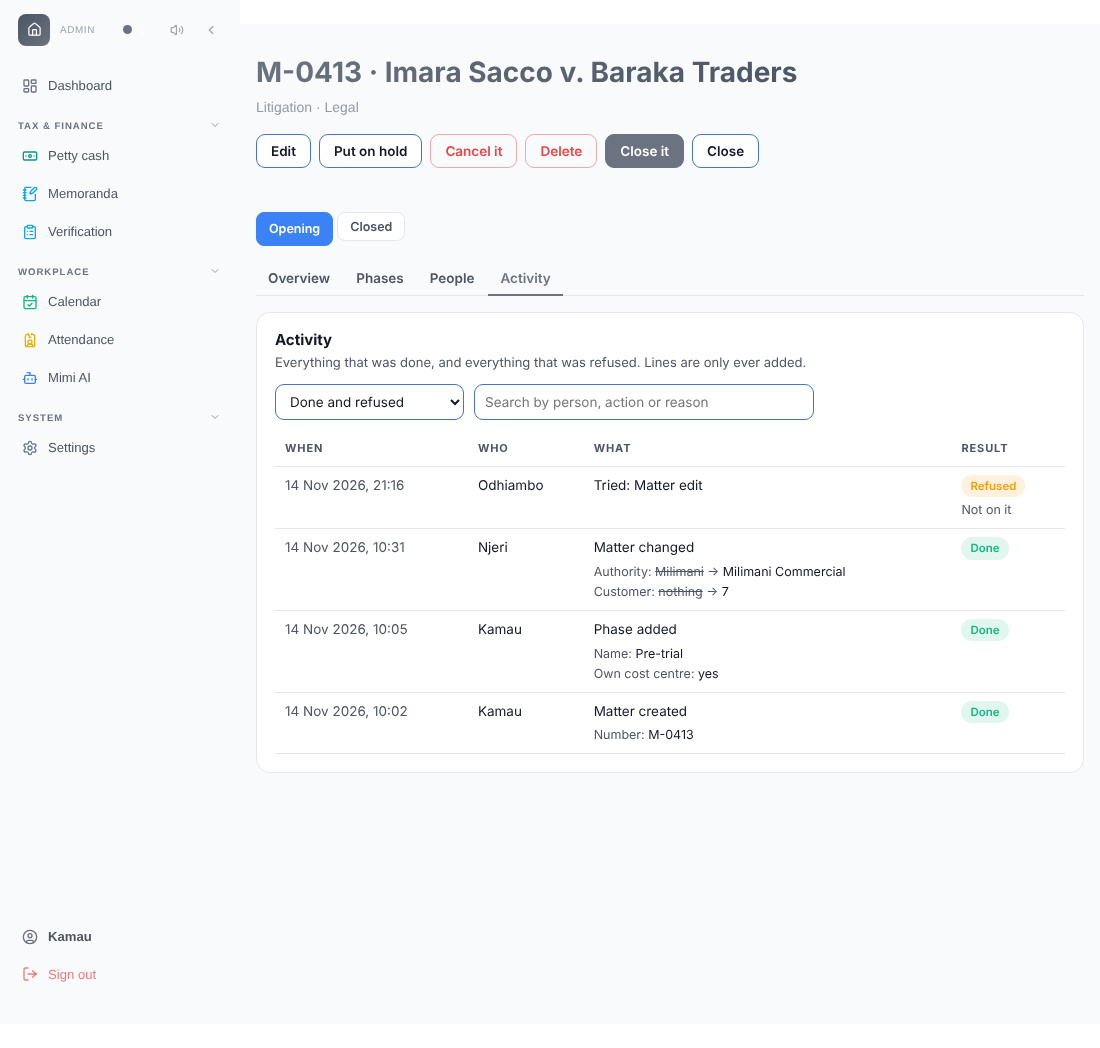 ADMIN
Dashboard
TAX & FINANCE
Petty cash
Memoranda
Verification
WORKPLACE
Calendar
Attendance
Mimi AI
SYSTEM
Settings
Kamau
Sign out
M-0413 · Imara Sacco v. Baraka Traders
Litigation · Legal
Edit Put on hold Cancel it Delete Close it Close
Opening Closed
Overview Phases People Activity
Activity
Everything that was done, and everything that was refused. Lines are only ever added.
Done and refused Search by person, action or reason
WHEN WHO WHAT RESULT
14 Nov 2026, 21:16 Odhiambo Tried: Matter edit Refused
Not on it
14 Nov 2026, 10:31 Njeri Matter changed Done
Authority: Milimani → Milimani Commercial
Customer: nothing → 7
14 Nov 2026, 10:05 Kamau Phase added Done
Name: Pre-trial
Own cost centre: yes
14 Nov 2026, 10:02 Kamau Matter created Done
Number: M-0413